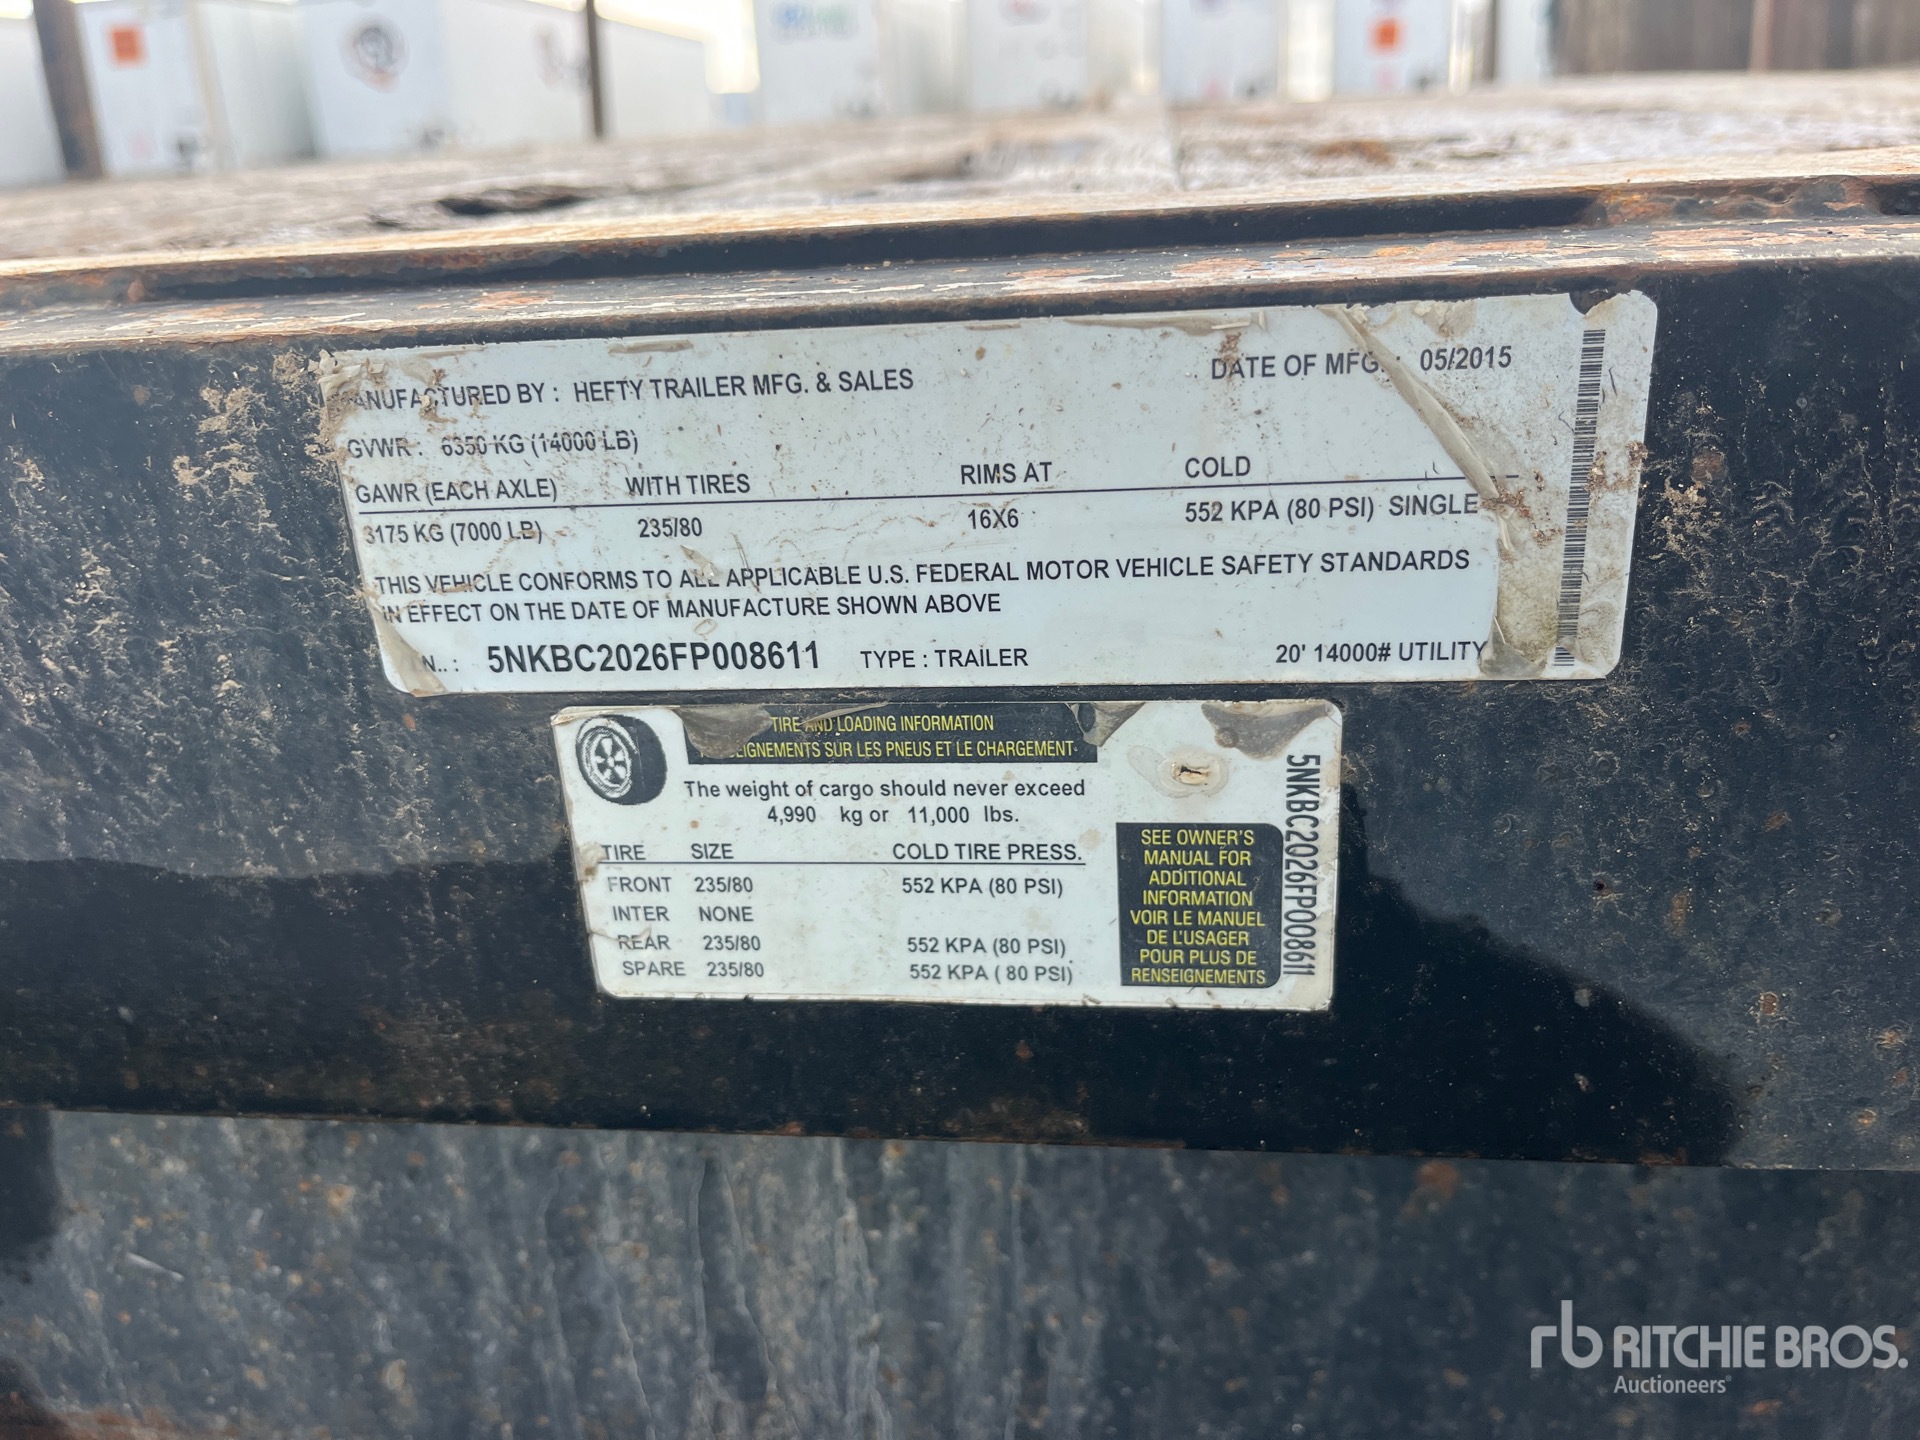 ANUFACTURED BY : HEFTY TRAILER MFG. & SALES DATE OF MFG. : 05/2015
GVWR : 6350 KG (14000 LB)
GAWR (EACH AXLE) WITH TIRES RIMS AT COLD
3175 KG (7000 LB) 235/80 16X6 552 KPA (80 PSI) SINGLE
THIS VEHICLE CONFORMS TO ALL APPLICABLE U.S. FEDERAL MOTOR VEHICLE SAFETY STANDARDS
IN EFFECT ON THE DATE OF MANUFACTURE SHOWN ABOVE
N.. : 5NKBC2026FP008611 TYPE : TRAILER 20' 14000# UTILITY
TIRE AND LOADING INFORMATION
EIGNEMENTS SUR LES PNEUS ET LE CHARGEMENT
The weight of cargo should never exceed
4,990 kg or 11,000 lbs.
TIRE SIZE COLD TIRE PRESS.
FRONT 235/80 552 KPA (80 PSI)
INTER NONE
REAR 235/80 552 KPA (80 PSI)
SPARE 235/80 552 KPA ( 80 PSI)
SEE OWNER'S
MANUAL FOR
ADDITIONAL
INFORMATION
VOIR LE MANUEL
DE L'USAGER
POUR PLUS DE
RENSEIGNEMENTS
5NKBC2026FP008611
rb RITCHIE BROS.
Auctioneers